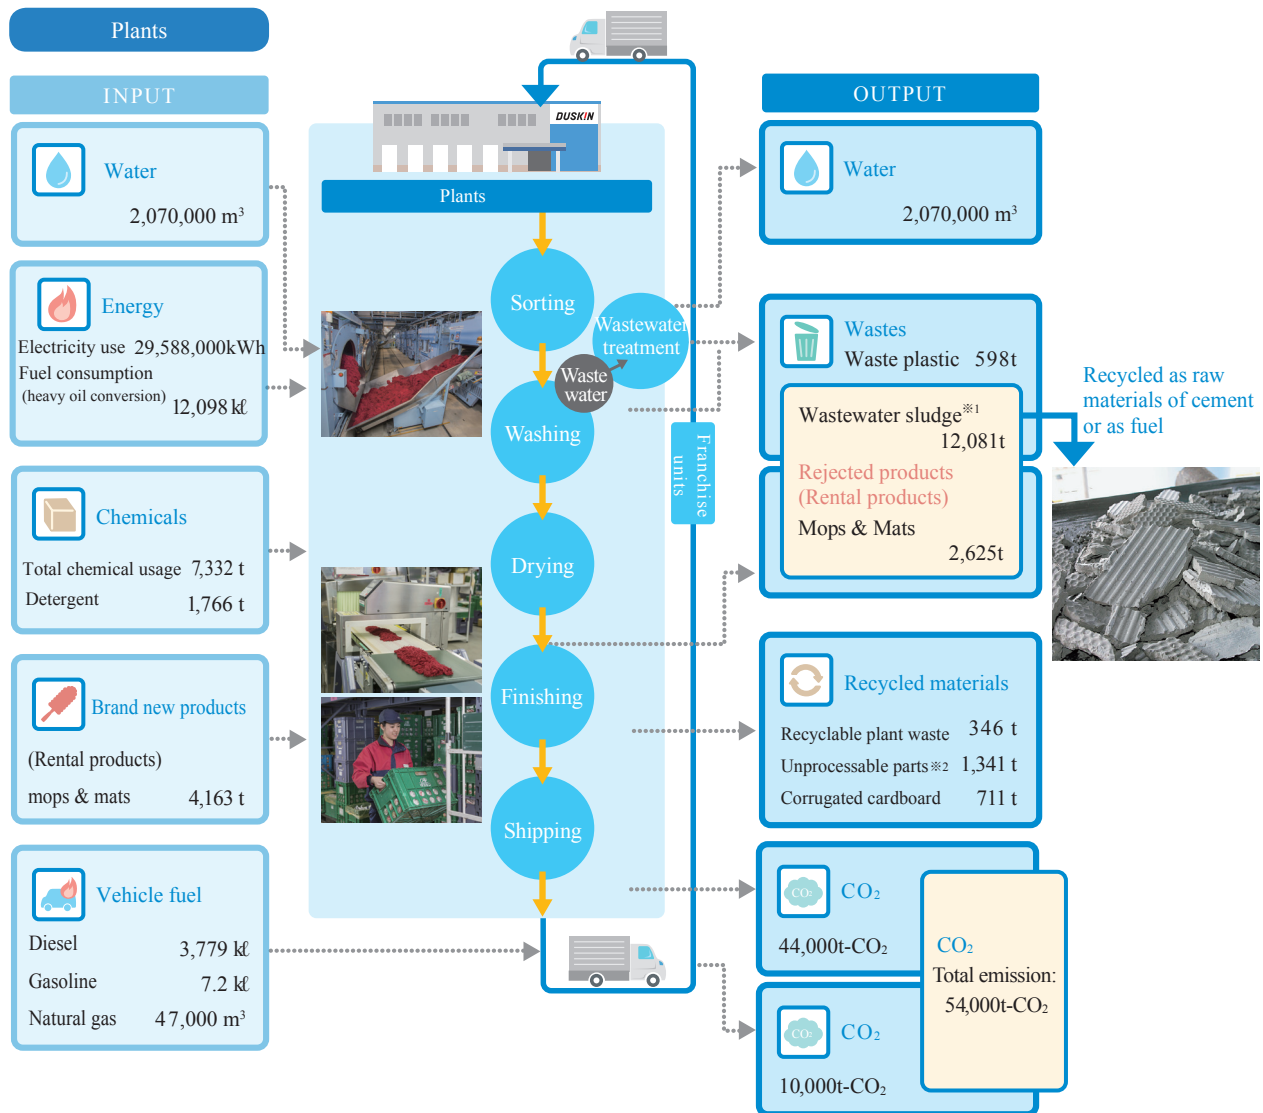 Plants
INPUT
Water
2,070,000 m³
Energy
Electricity use 29,588,000kWh
Fuel consumption
(heavy oil conversion)
12,098 kℓ
Chemicals
Total chemical usage 7,332 t
Detergent 1,766 t
Brand new products
(Rental products)
mops & mats 4,163 t
Vehicle fuel
Diesel 3,779 kℓ
Gasoline 7.2 kℓ
Natural gas 47,000 m³
DUSKIN
Plants
Sorting
Wastewater
treatment
Waste
water
Washing
Drying
Finishing
Shipping
Franchise
units
OUTPUT
Water
2,070,000 m³
Wastes
Waste plastic 598t
Wastewater sludge※1
12,081t
Rejected products
(Rental products)
Mops & Mats
2,625t
Recycled as raw
materials of cement
or as fuel
Recycled materials
Recyclable plant waste 346 t
Unprocessable parts※2 1,341 t
Corrugated cardboard 711 t
CO₂
CO₂
44,000t-CO₂
CO₂
CO₂
10,000t-CO₂
CO₂
Total emission:
54,000t-CO₂